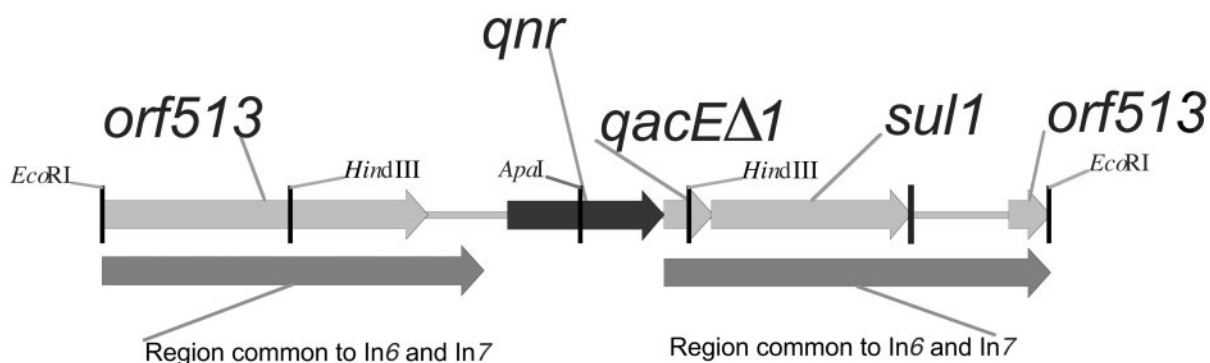 qnr
orf513
qacEΔ1
sul1
orf513
EcoRI
HindIII
ApaI
HindIII
EcoRI
Region common to In6 and In7
Region common to In6 and In7